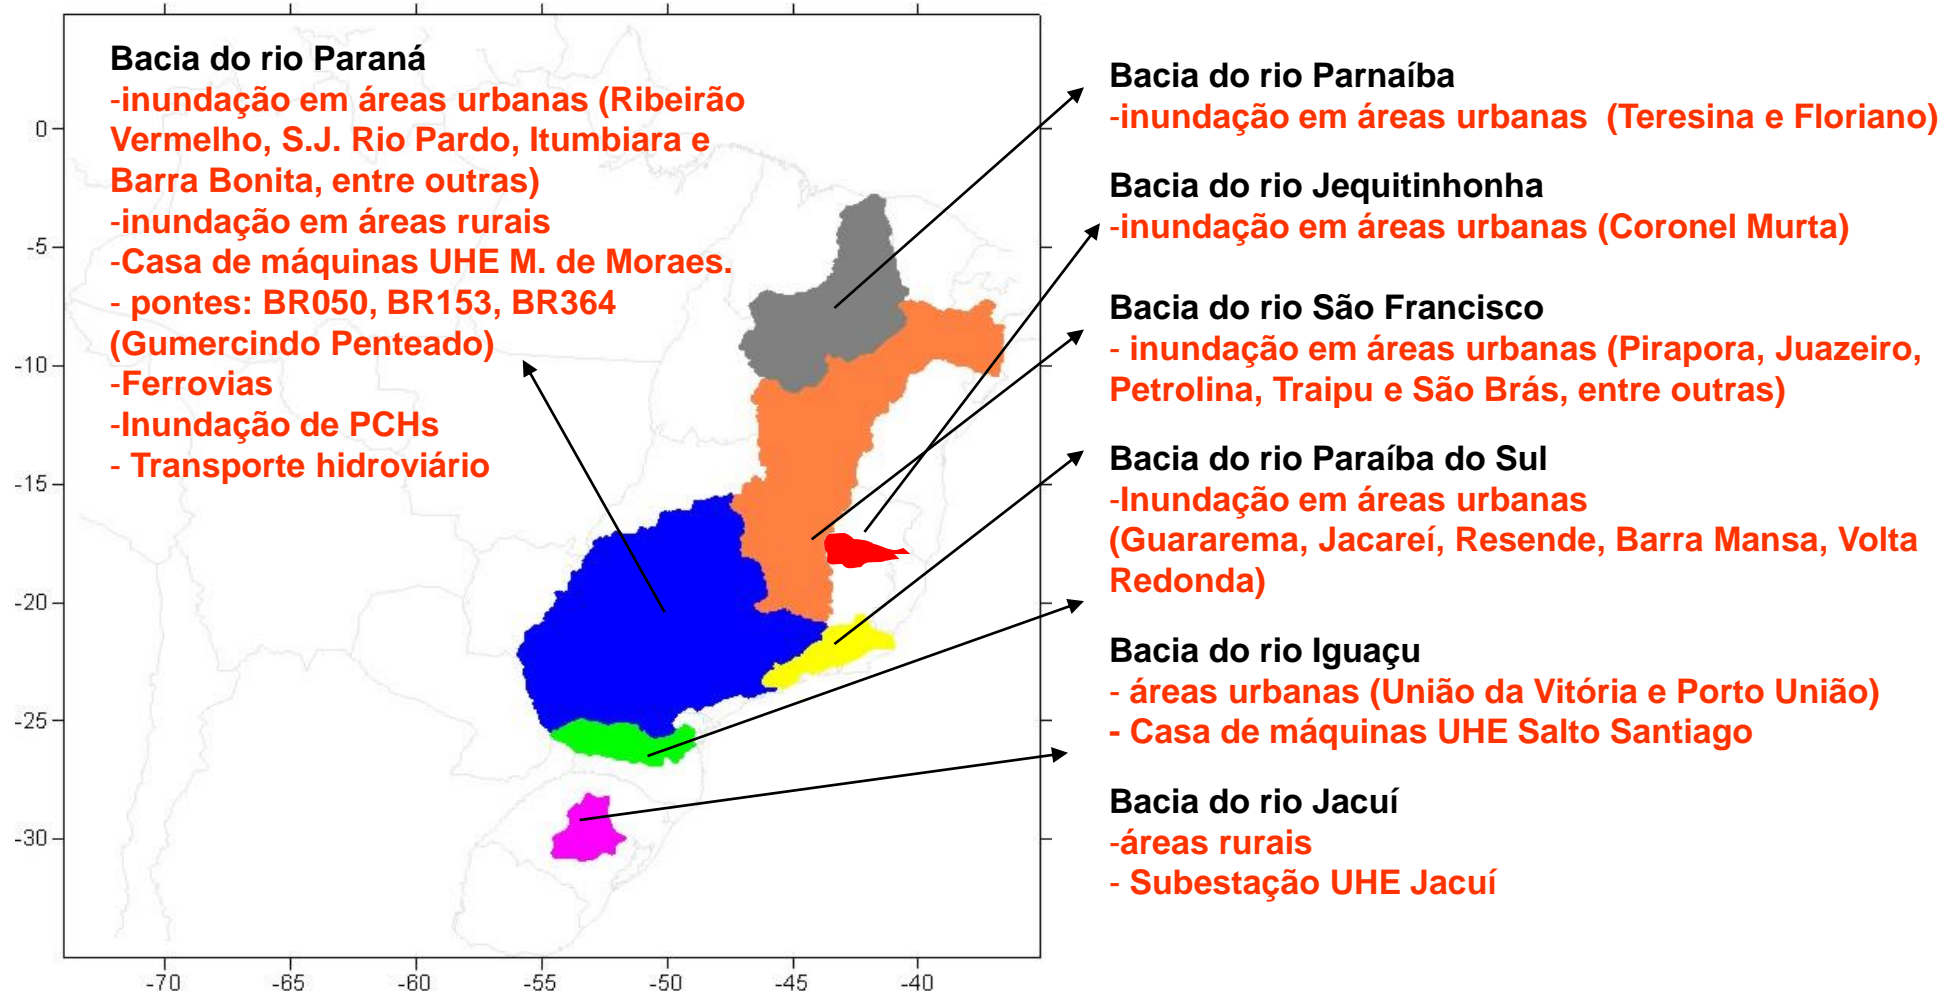 Bacia do rio Paraná
-inundação em áreas urbanas (Ribeirão
Vermelho, S.J. Rio Pardo, Itumbiara e
Barra Bonita, entre outras)
-inundação em áreas rurais
-Casa de máquinas UHE M. de Moraes.
- pontes: BR050, BR153, BR364
(Gumercindo Penteado)
-Ferrovias
-Inundação de PCHs
- Transporte hidroviário
Bacia do rio Parnaíba
-inundação em áreas urbanas (Teresina e Floriano)
Bacia do rio Jequitinhonha
-inundação em áreas urbanas (Coronel Murta)
Bacia do rio São Francisco
- inundação em áreas urbanas (Pirapora, Juazeiro,
Petrolina, Traipu e São Brás, entre outras)
Bacia do rio Paraíba do Sul
-Inundação em áreas urbanas
(Guararema, Jacareí, Resende, Barra Mansa, Volta
Redonda)
Bacia do rio Iguaçu
- áreas urbanas (União da Vitória e Porto União)
- Casa de máquinas UHE Salto Santiago
Bacia do rio Jacuí
-áreas rurais
- Subestação UHE Jacuí
0
-5
-10
-15
-20
-25
-30
-70 -65 -60 -55 -50 -45 -40